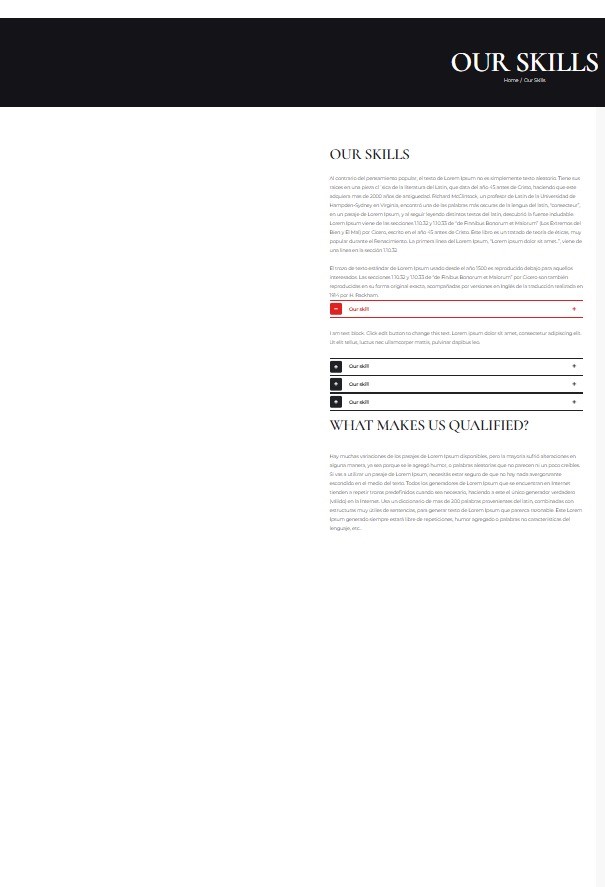 OUR SKILLS
Home / Our Skills
OUR SKILLS
Al contrario del pensamiento popular, el texto de Lorem Ipsum no es simplemente texto aleatorio. Tiene sus
raices en una pieza cl´sica de la literatura del Latin, que data del año 45 antes de Cristo, haciendo que este
adquiera mas de 2000 años de antiguedad. Richard McClintock, un profesor de Latin de la Universidad de
Hampden-Sydney en Virginia, encontró una de las palabras más oscuras de la lengua del latín, "consecteur",
en un pasaje de Lorem Ipsum, y al seguir leyendo distintos textos del latín, descubrió la fuente indudable.
Lorem Ipsum viene de las secciones 1.10.32 y 1.10.33 de "de Finnibus Bonorum et Malorum" (Los Extremos del
Bien y El Mal) por Cicero, escrito en el año 45 antes de Cristo. Este libro es un tratado de teoría de éticas, muy
popular durante el Renacimiento. La primera linea del Lorem Ipsum, "Lorem ipsum dolor sit amet..", viene de
una linea en la sección 1.10.32
El trozo de texto estándar de Lorem Ipsum usado desde el año 1500 es reproducido debajo para aquellos
interesados. Las secciones 1.10.32 y 1.10.33 de "de Finibus Bonorum et Malorum" por Cicero son también
reproducidas en su forma original exacta, acompañadas por versiones en Inglés de la traducción realizada en
1914 por H. Rackham.
Our skill
I am text block. Click edit button to change this text. Lorem ipsum dolor sit amet, consectetur adipiscing elit.
Ut elit tellus, luctus nec ullamcorper mattis, pulvinar dapibus leo.
Our skill
Our skill
Our skill
WHAT MAKES US QUALIFIED?
Hay muchas variaciones de los pasajes de Lorem Ipsum disponibles, pero la mayoría sufrió alteraciones en
alguna manera, ya sea porque se le agregó humor, o palabras aleatorias que no parecen ni un poco creíbles.
Si vas a utilizar un pasaje de Lorem Ipsum, necesitás estar seguro de que no hay nada avergonzante
escondido en el medio del texto. Todos los generadores de Lorem Ipsum que se encuentran en Internet
tienden a repetir trozos predefinidos cuando sea necesario, haciendo a este el único generador verdadero
(válido) en la Internet. Usa un diccionario de mas de 200 palabras provenientes del latín, combinadas con
estructuras muy útiles de sentencias, para generar texto de Lorem Ipsum que parezca razonable. Este Lorem
Ipsum generado siempre estará libre de repeticiones, humor agregado o palabras no características del
lenguaje, etc.